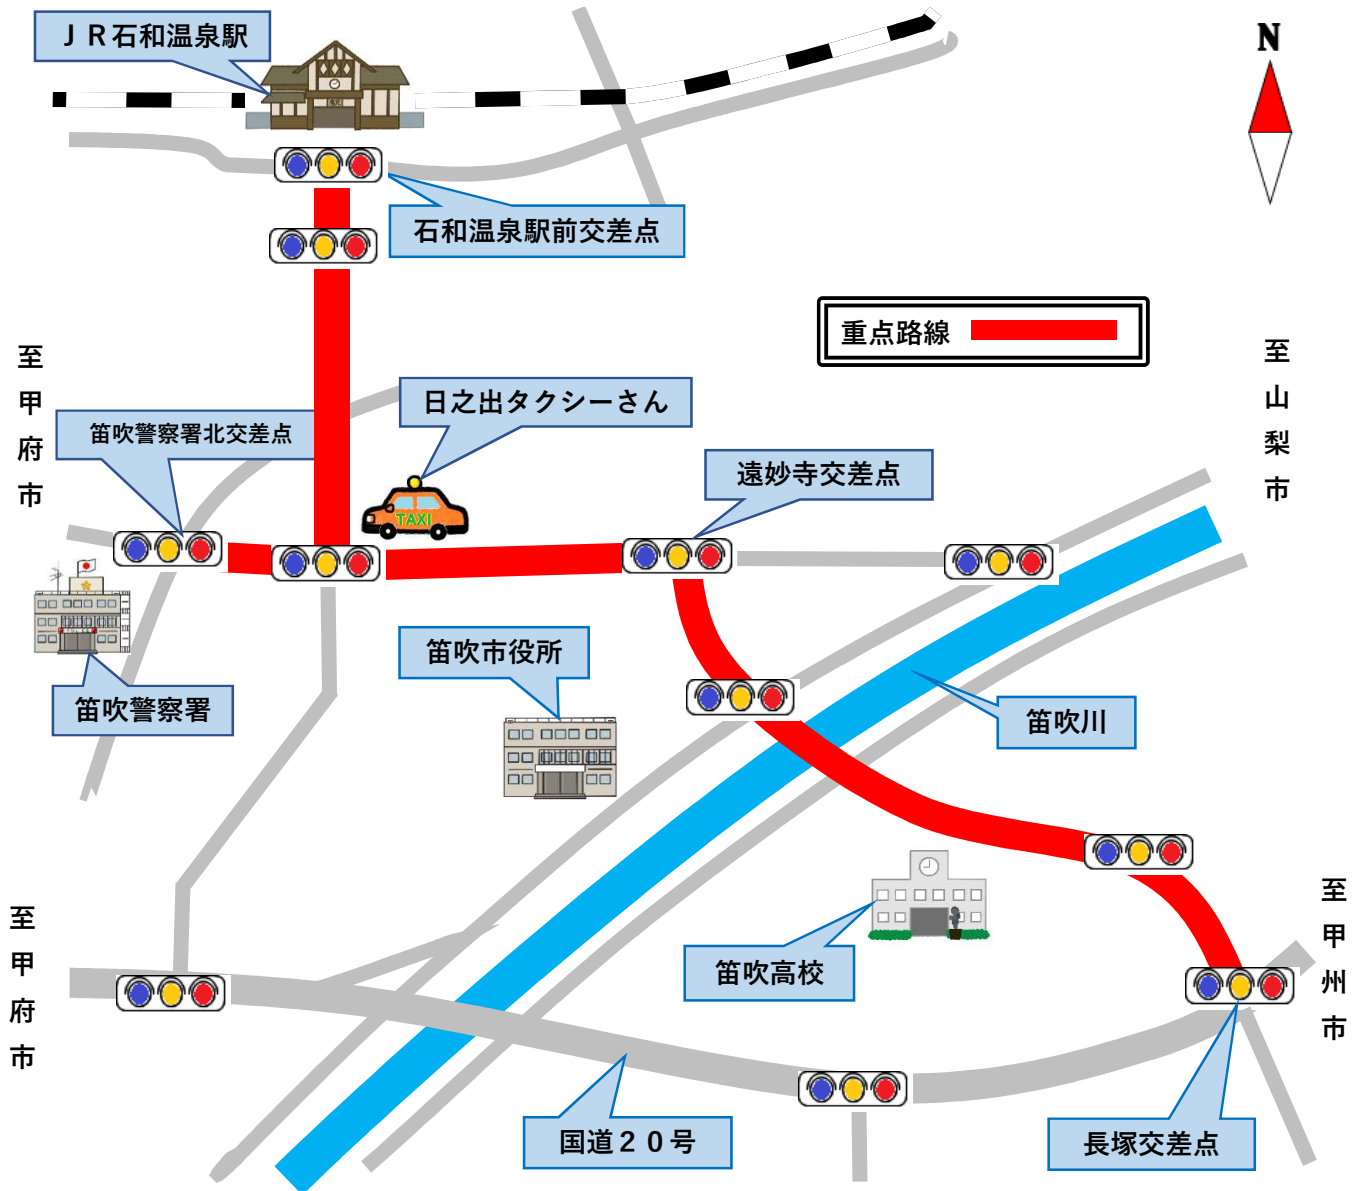 ＪＲ石和温泉駅
N
石和温泉駅前交差点
重点路線
至甲府市
至山梨市
日之出タクシーさん
笛吹警察署北交差点
遠妙寺交差点
TAXI
笛吹市役所
笛吹警察署
笛吹川
至甲府市
至甲州市
笛吹高校
国道２０号
長塚交差点